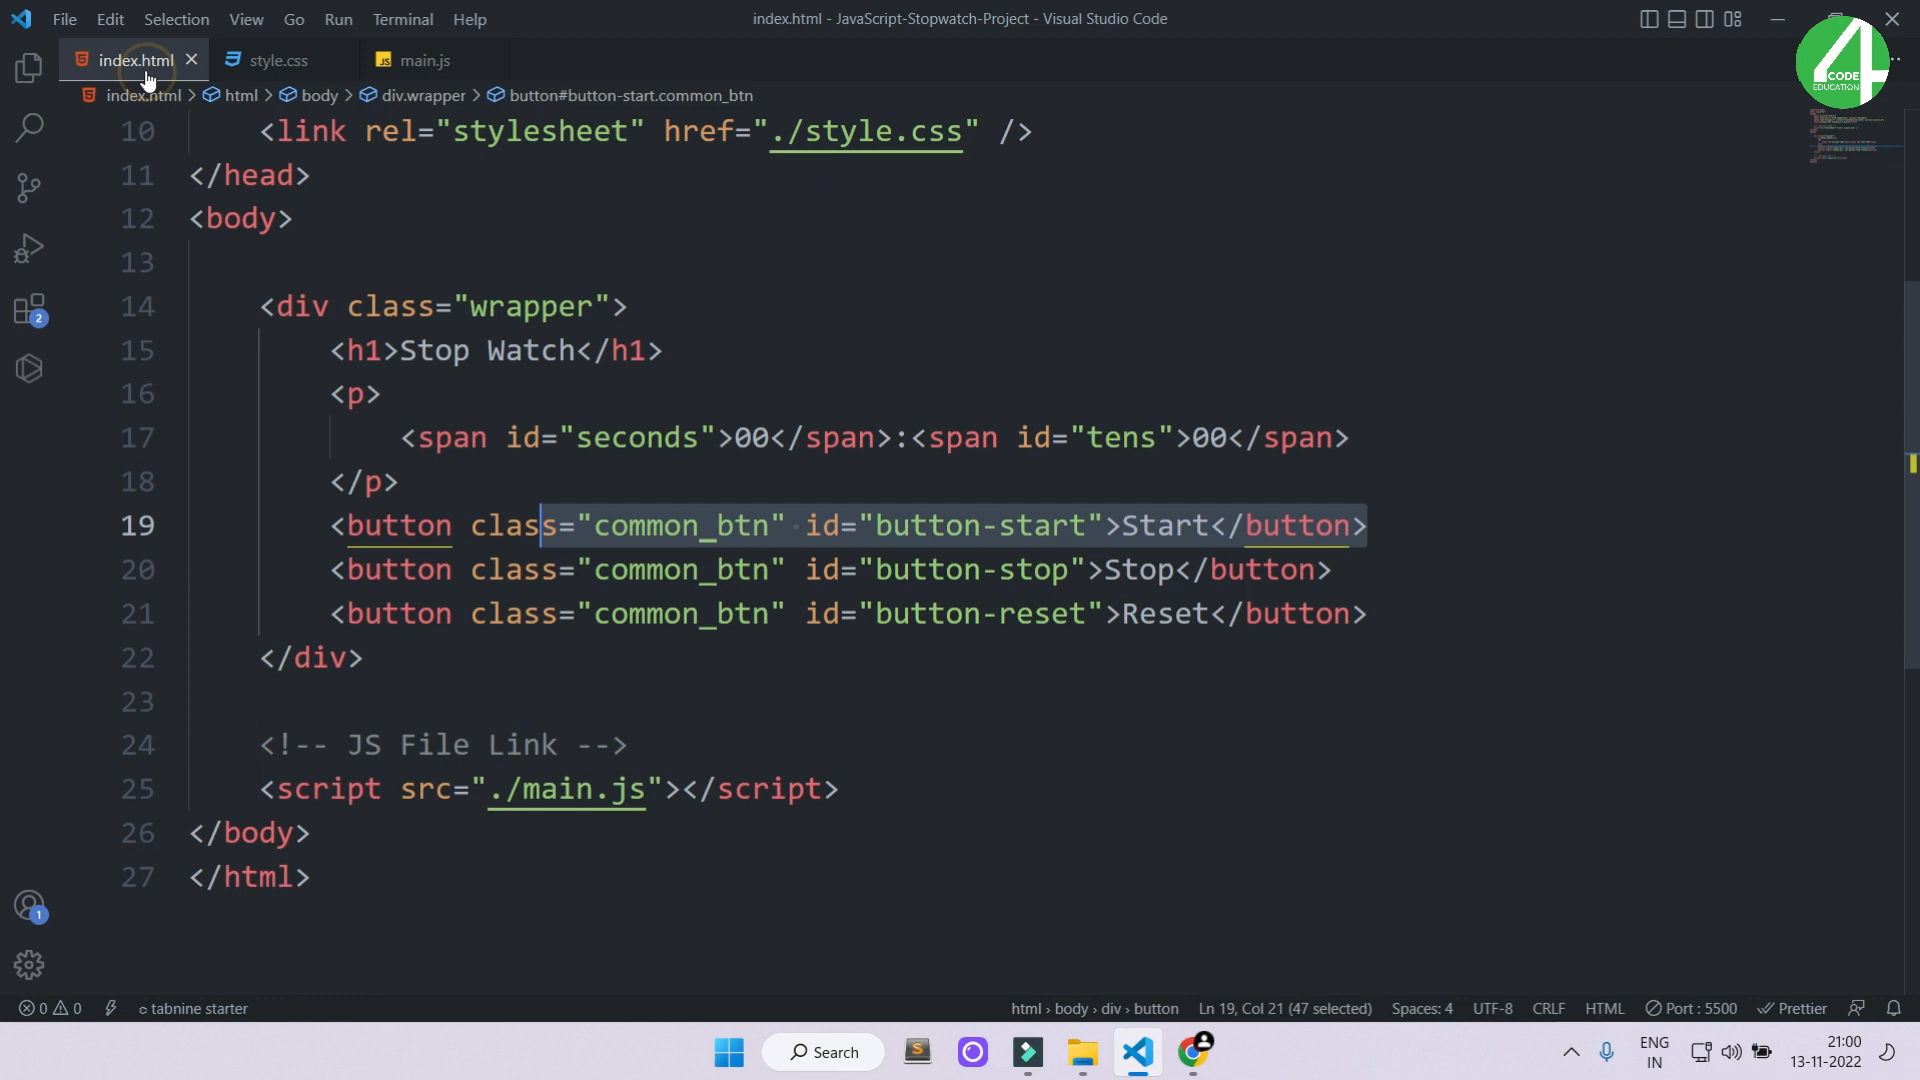 File Edit Selection View Go Run Terminal Help
index.html - JavaScript-Stopwatch-Project - Visual Studio Code
4
CODE
EDUCATION
index.html
style.css
JS main.js
index.html > html > body > div.wrapper > button#button-start.common_btn
10 <link rel="stylesheet" href="./style.css" />
11 </head>
12 <body>
13
14 <div class="wrapper">
15 <h1>Stop Watch</h1>
16 <p>
17 <span id="seconds">00</span>:<span id="tens">00</span>
18 </p>
19 <button class="common_btn" id="button-start">Start</button>
20 <button class="common_btn" id="button-stop">Stop</button>
21 <button class="common_btn" id="button-reset">Reset</button>
22 </div>
23
24 <!-- JS File Link -->
25 <script src="./main.js"></script>
26 </body>
27 </html>
2
1
0 0 tabnine starter
html › body › div › button Ln 19, Col 21 (47 selected) Spaces: 4 UTF-8 CRLF HTML Port : 5500 Prettier
Search
S
ENG
IN
21:00
13-11-2022